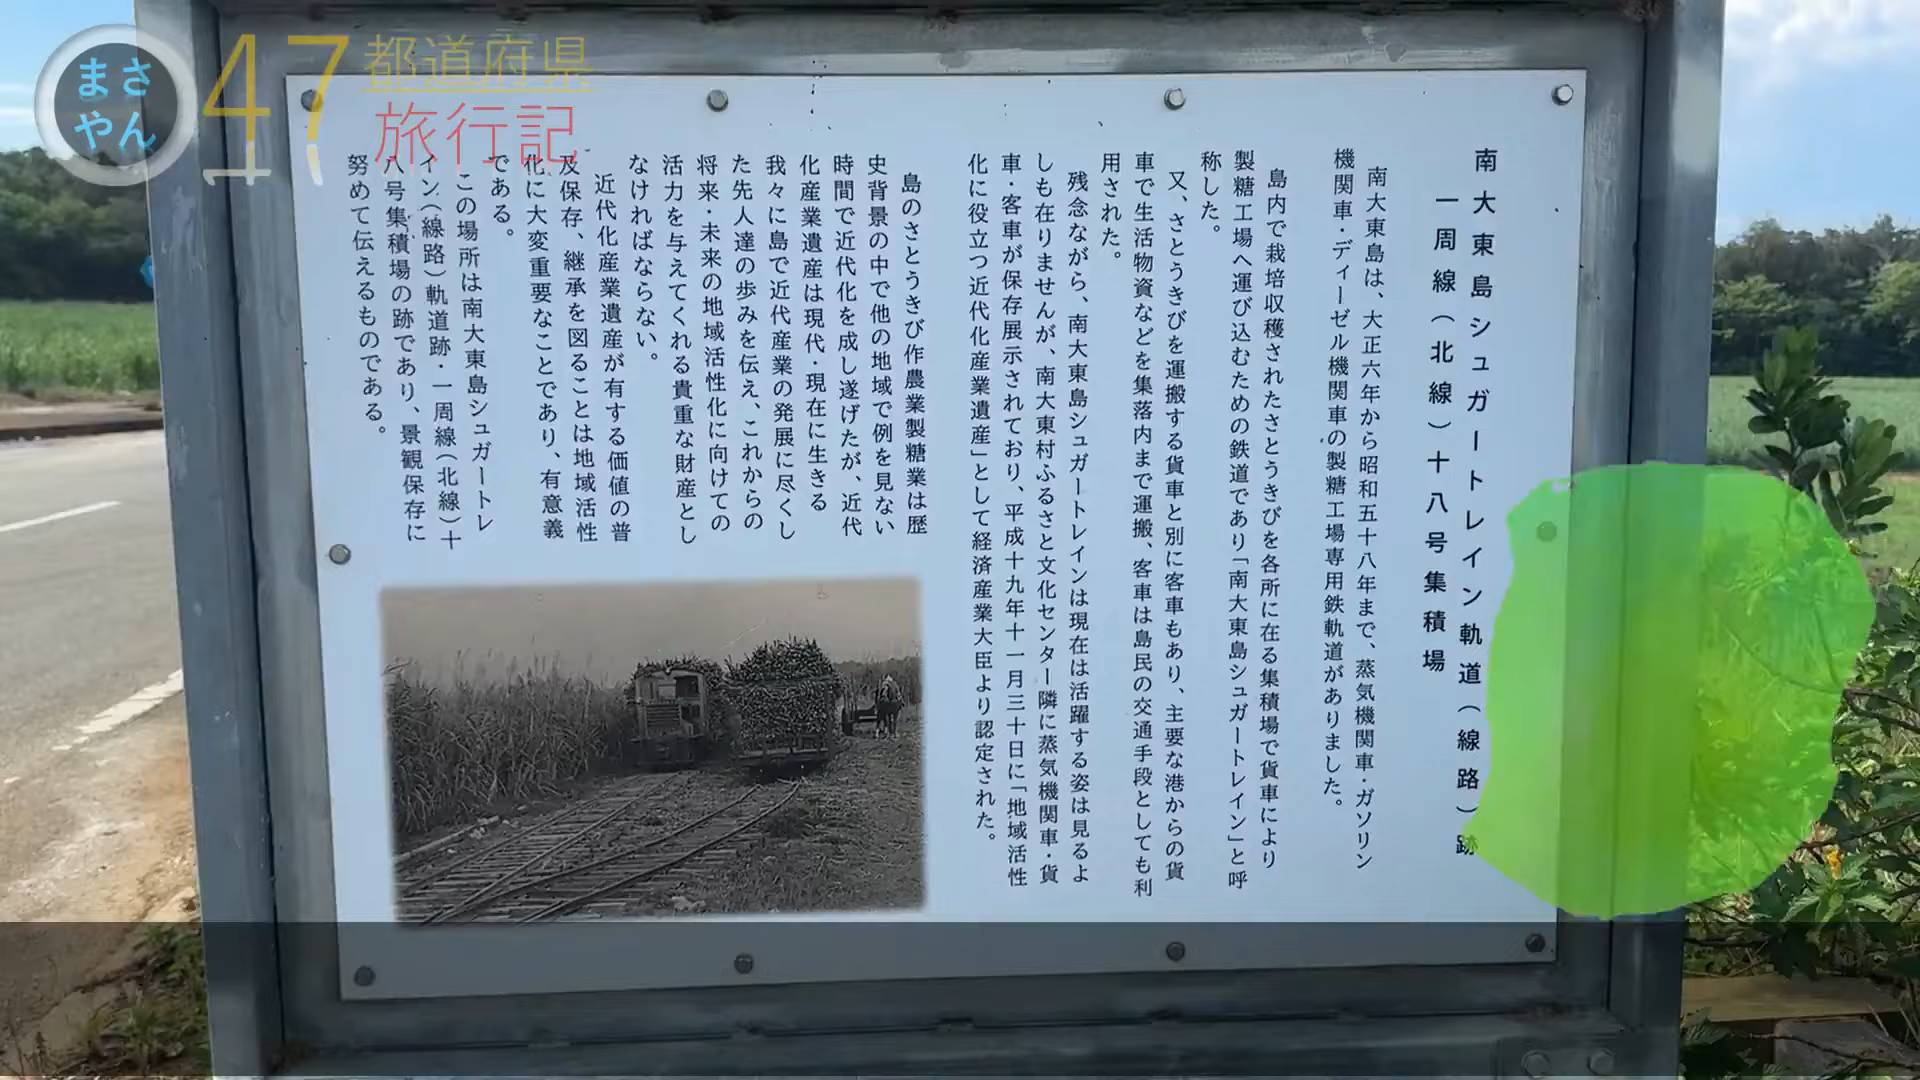 まさ
やん
47
都道府県
旅行記
南大東島シュガートレイン軌道（線路）跡
一周線（北線）十八号集積場
南大東島は、大正六年から昭和五十八年まで、蒸気機関車・ガソリン
機関車・ディーゼル機関車の製糖工場専用鉄軌道がありました。
島内で栽培収穫されたさとうきびを各所に在る集積場で貨車により
製糖工場へ運び込むための鉄道であり「南大東島シュガートレイン」と呼
称した。
又、さとうきびを運搬する貨車と別に客車もあり、主要な港からの貨
車で生活物資などを集落内まで運搬、客車は島民の交通手段としても利
用された。
残念ながら、南大東島シュガートレインは現在は活躍する姿は見るよ
しも在りませんが、南大東村ふるさと文化センター隣に蒸気機関車・貨
車・客車が保存展示されており、平成十九年十一月三十日に「地域活性
化に役立つ近代化産業遺産」として経済産業大臣より認定された。
島のさとうきび作農業製糖業は歴
史背景の中で他の地域で例を見ない
時間で近代化を成し遂げたが、近代
化産業遺産は現代・現在に生きる
我々に島で近代産業の発展に尽くし
た先人達の歩みを伝え、これからの
将来・未来の地域活性化に向けての
活力を与えてくれる貴重な財産とし
なければならない。
近代化産業遺産が有する価値の普
及保存、継承を図ることは地域活性
化に大変重要なことであり、有意義
である。
この場所は南大東島シュガートレ
イン（線路）軌道跡・一周線（北線）十
八号集積場の跡であり、景観保存に
努めて伝えるものである。